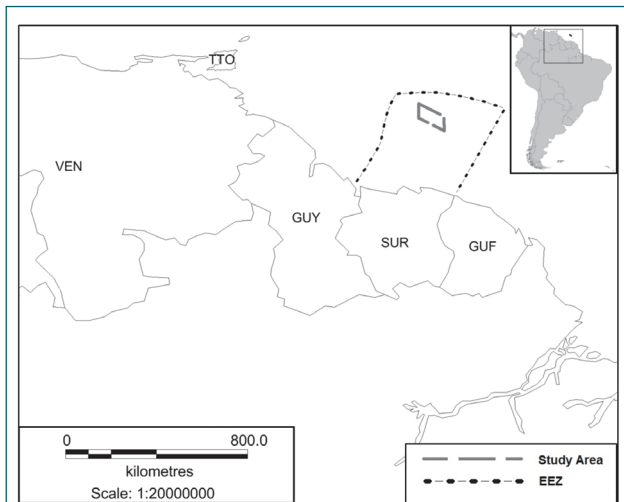 TTO
VEN
GUY
SUR
GUF
0 800.0
kilometres
Scale: 1:20000000
Study Area
EEZ